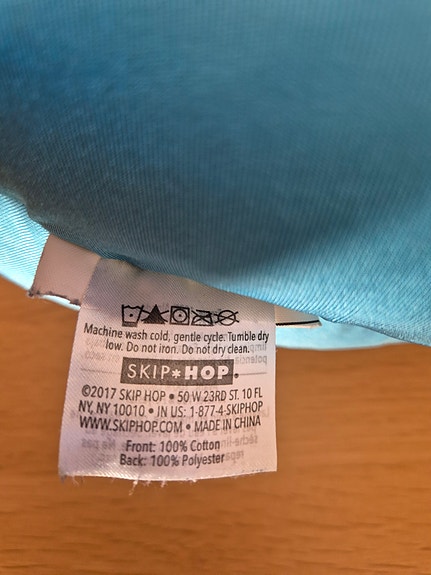 Machine wash cold, gentle cycle. Tumble dry
low. Do not iron. Do not dry clean.
SKIP*HOP.
©2017 SKIP HOP • 50 W 23RD ST. 10 FL
NY, NY 10010 • IN US: 1-877-4-SKIPHOP
WWW.SKIPHOP.COM • MADE IN CHINA
Front: 100% Cotton
Back: 100% Polyester